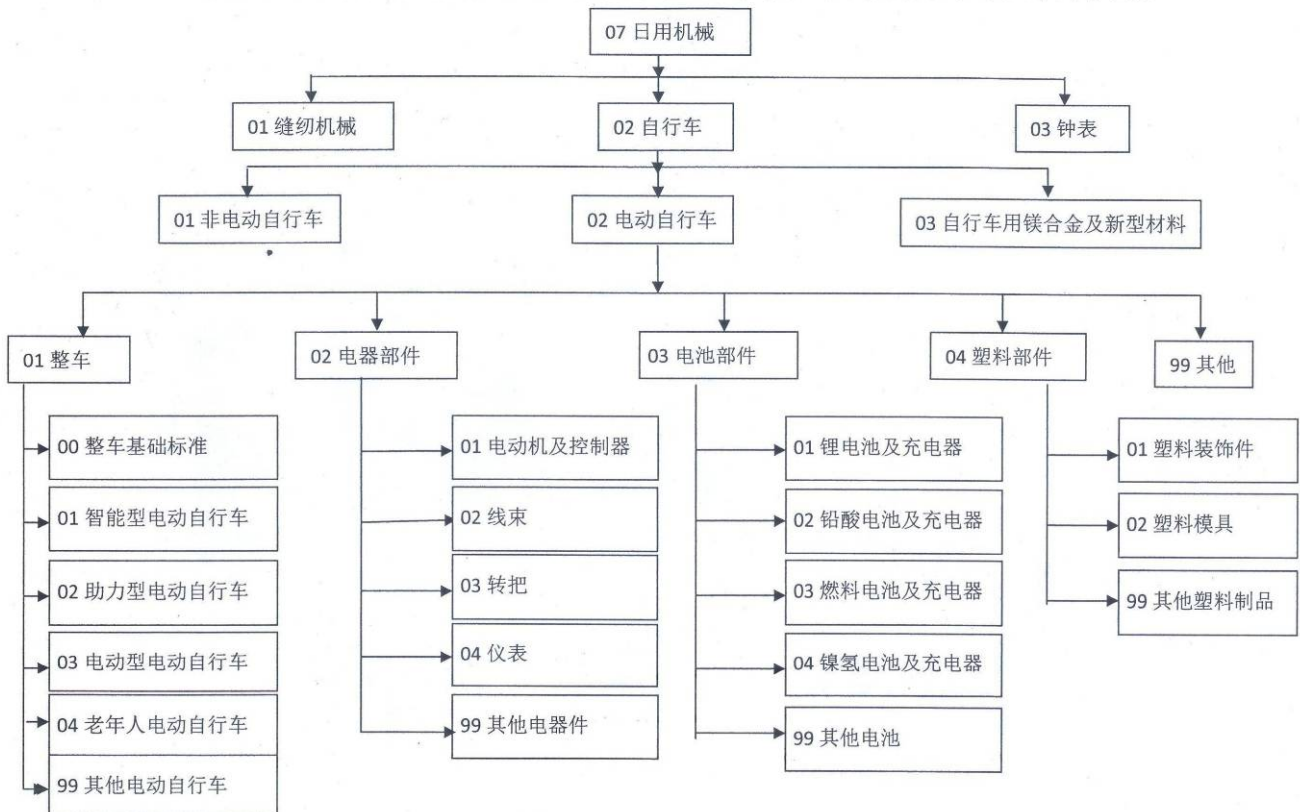 07 日用机械
01 缝纫机械
02 自行车
03 钟表
01 非电动自行车
02 电动自行车
03 自行车用镁合金及新型材料
01 整车
02 电器部件
03 电池部件
04 塑料部件
99 其他
00 整车基础标准
01 智能型电动自行车
02 助力型电动自行车
03 电动型电动自行车
04 老年人电动自行车
99 其他电动自行车
01 电动机及控制器
02 线束
03 转把
04 仪表
99 其他电器件
01 锂电池及充电器
02 铅酸电池及充电器
03 燃料电池及充电器
04 镍氢电池及充电器
99 其他电池
01 塑料装饰件
02 塑料模具
99 其他塑料制品